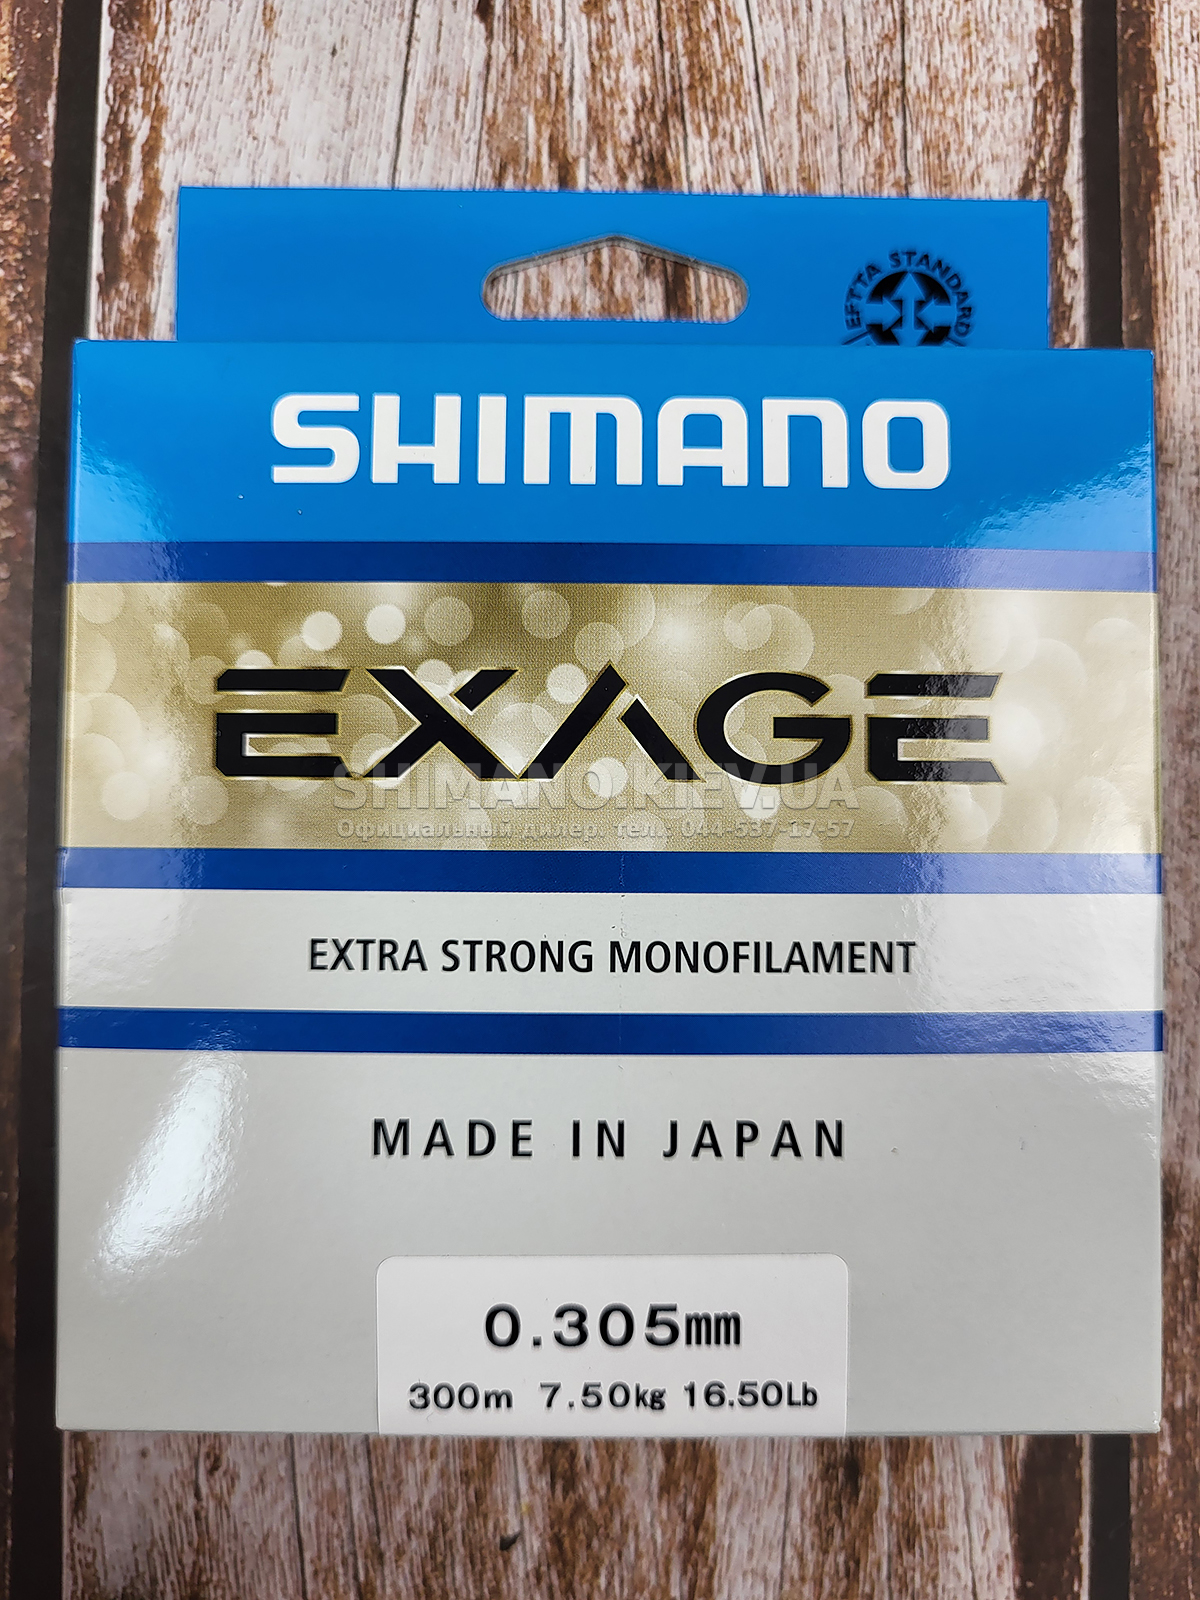 EFTTA STANDARD
SHIMANO
EXAGE
SHIMANO.KIEV.UA
Официальный дилер. тел.: 044-537-17-57
EXTRA STRONG MONOFILAMENT
MADE IN JAPAN
0.305mm
300m 7.50kg 16.50Lb